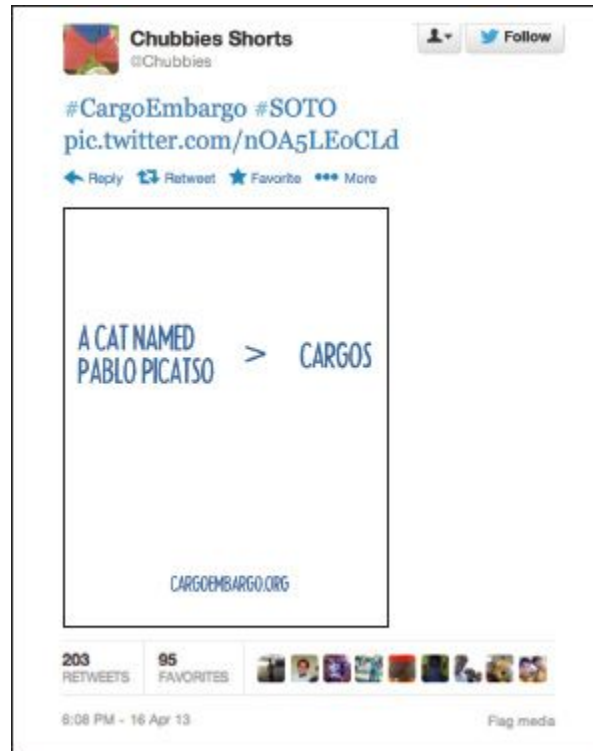 Chubbies Shorts
@Chubbies
Follow
#CargoEmbargo #SOTO
pic.twitter.com/nOA5LEoCLd
Reply Retweet Favorite More
A CAT NAMED
PABLO PICATSO > CARGOS
CARGOEMBARGO.ORG
203 95
RETWEETS FAVORITES
6:08 PM - 16 Apr 13 Flag media